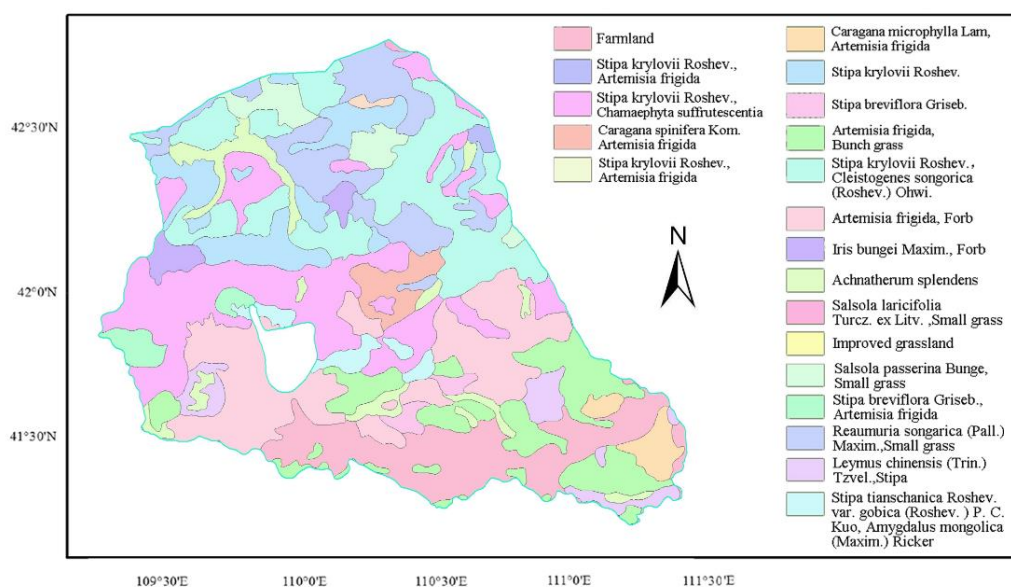 Farmland
Stipa krylovii Roshev.,
Artemisia frigida
Stipa krylovii Roshev.,
Chamaephyta suffrutescentia
Caragana spinifera Kom.
Artemisia frigida
Stipa krylovii Roshev.,
Artemisia frigida
Caragana microphylla Lam,
Artemisia frigida
Stipa krylovii Roshev.
Stipa breviflora Griseb.
Artemisia frigida,
Bunch grass
Stipa krylovii Roshev.,
Cleistogenes songorica
(Roshev.) Ohwi.
Artemisia frigida, Forb
Iris bungei Maxim., Forb
Achnatherum splendens
Salsola laricifolia
Turcz. ex Litv. ,Small grass
Improved grassland
Salsola passerina Bunge,
Small grass
Stipa breviflora Griseb.,
Artemisia frigida
Reaumuria songarica (Pall.)
Maxim.,Small grass
Leymus chinensis (Trin.)
Tzvel.,Stipa
Stipa tianschanica Roshev.
var. gobica (Roshev. ) P. C.
Kuo, Amygdalus mongolica
(Maxim.) Ricker
N
42°30′N
42°0′N
41°30′N
109°30′E
110°0′E
110°30′E
111°0′E
111°30′E